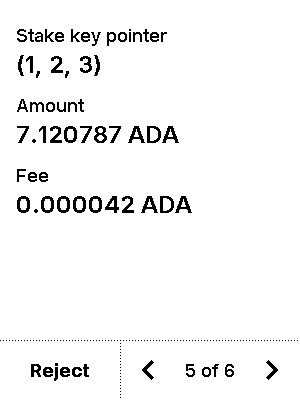 Stake key pointer
(1, 2, 3)
Amount
7.120787 ADA
Fee
0.000042 ADA
Reject
5 of 6